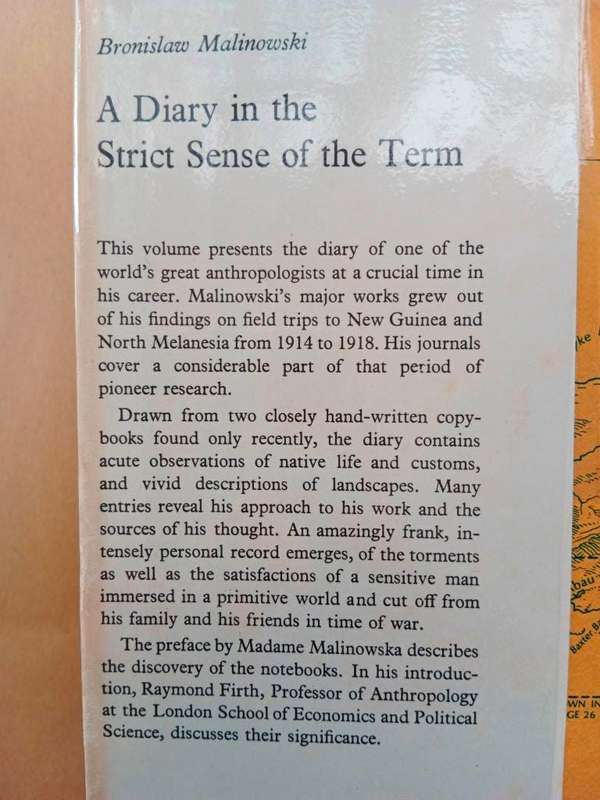 Bronislaw Malinowski
A Diary in the
Strict Sense of the Term
This volume presents the diary of one of the
world's great anthropologists at a crucial time in
his career. Malinowski's major works grew out
of his findings on field trips to New Guinea and
North Melanesia from 1914 to 1918. His journals
cover a considerable part of that period of
pioneer research.
Drawn from two closely hand-written copy-
books found only recently, the diary contains
acute observations of native life and customs,
and vivid descriptions of landscapes. Many
entries reveal his approach to his work and the
sources of his thought. An amazingly frank, in-
tensely personal record emerges, of the torments
as well as the satisfactions of a sensitive man
immersed in a primitive world and cut off from
his family and his friends in time of war.
The preface by Madame Malinowska describes
the discovery of the notebooks. In his introduc-
tion, Raymond Firth, Professor of Anthropology
at the London School of Economics and Political
Science, discusses their significance.
Baxter
WN IN
GE 26